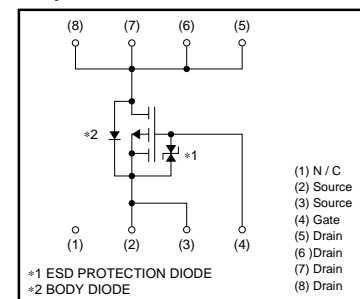 (8) (7) (6) (5)
∗2
∗1
(1) (2) (3) (4)
(1) N / C
(2) Source
(3) Source
(4) Gate
(5) Drain
(6 )Drain
(7) Drain
(8) Drain
∗1 ESD PROTECTION DIODE
∗2 BODY DIODE